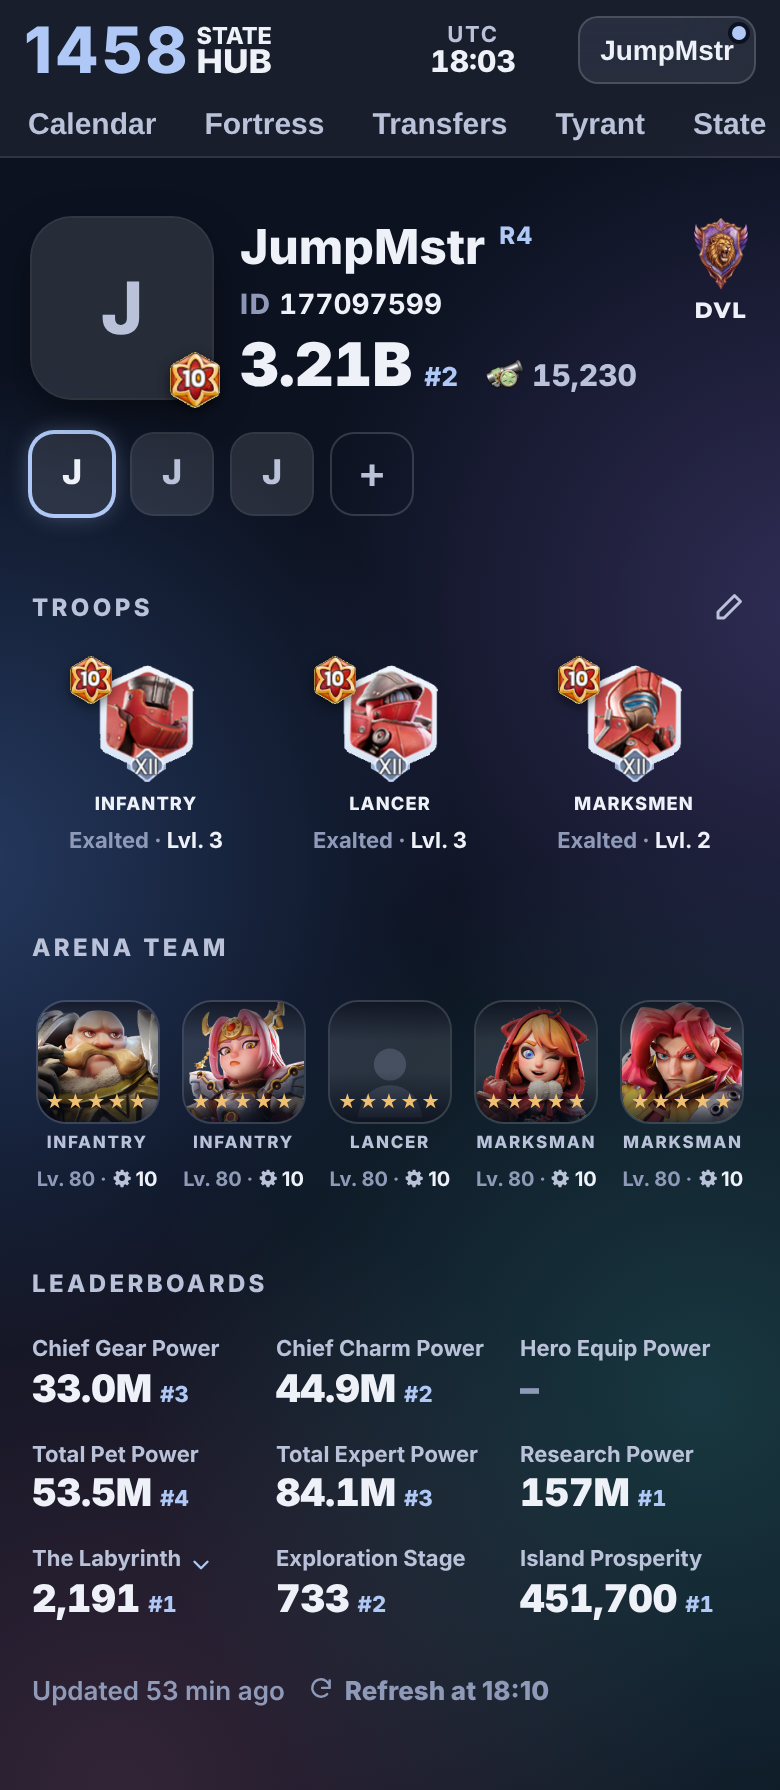 1458 STATE HUB
UTC
18:03
JumpMstr
Calendar Fortress Transfers Tyrant State
J
10
JumpMstr R4
ID 177097599
3.21B #2 15,230
DVL
J J J +
TROOPS
10 10 10
XII XII XII
INFANTRY LANCER MARKSMEN
Exalted · Lvl. 3 Exalted · Lvl. 3 Exalted · Lvl. 2
ARENA TEAM
INFANTRY INFANTRY LANCER MARKSMAN MARKSMAN
Lv. 80 · 10 Lv. 80 · 10 Lv. 80 · 10 Lv. 80 · 10 Lv. 80 · 10
LEADERBOARDS
Chief Gear Power Chief Charm Power Hero Equip Power
33.0M #3 44.9M #2 –
Total Pet Power Total Expert Power Research Power
53.5M #4 84.1M #3 157M #1
The Labyrinth Exploration Stage Island Prosperity
2,191 #1 733 #2 451,700 #1
Updated 53 min ago Refresh at 18:10